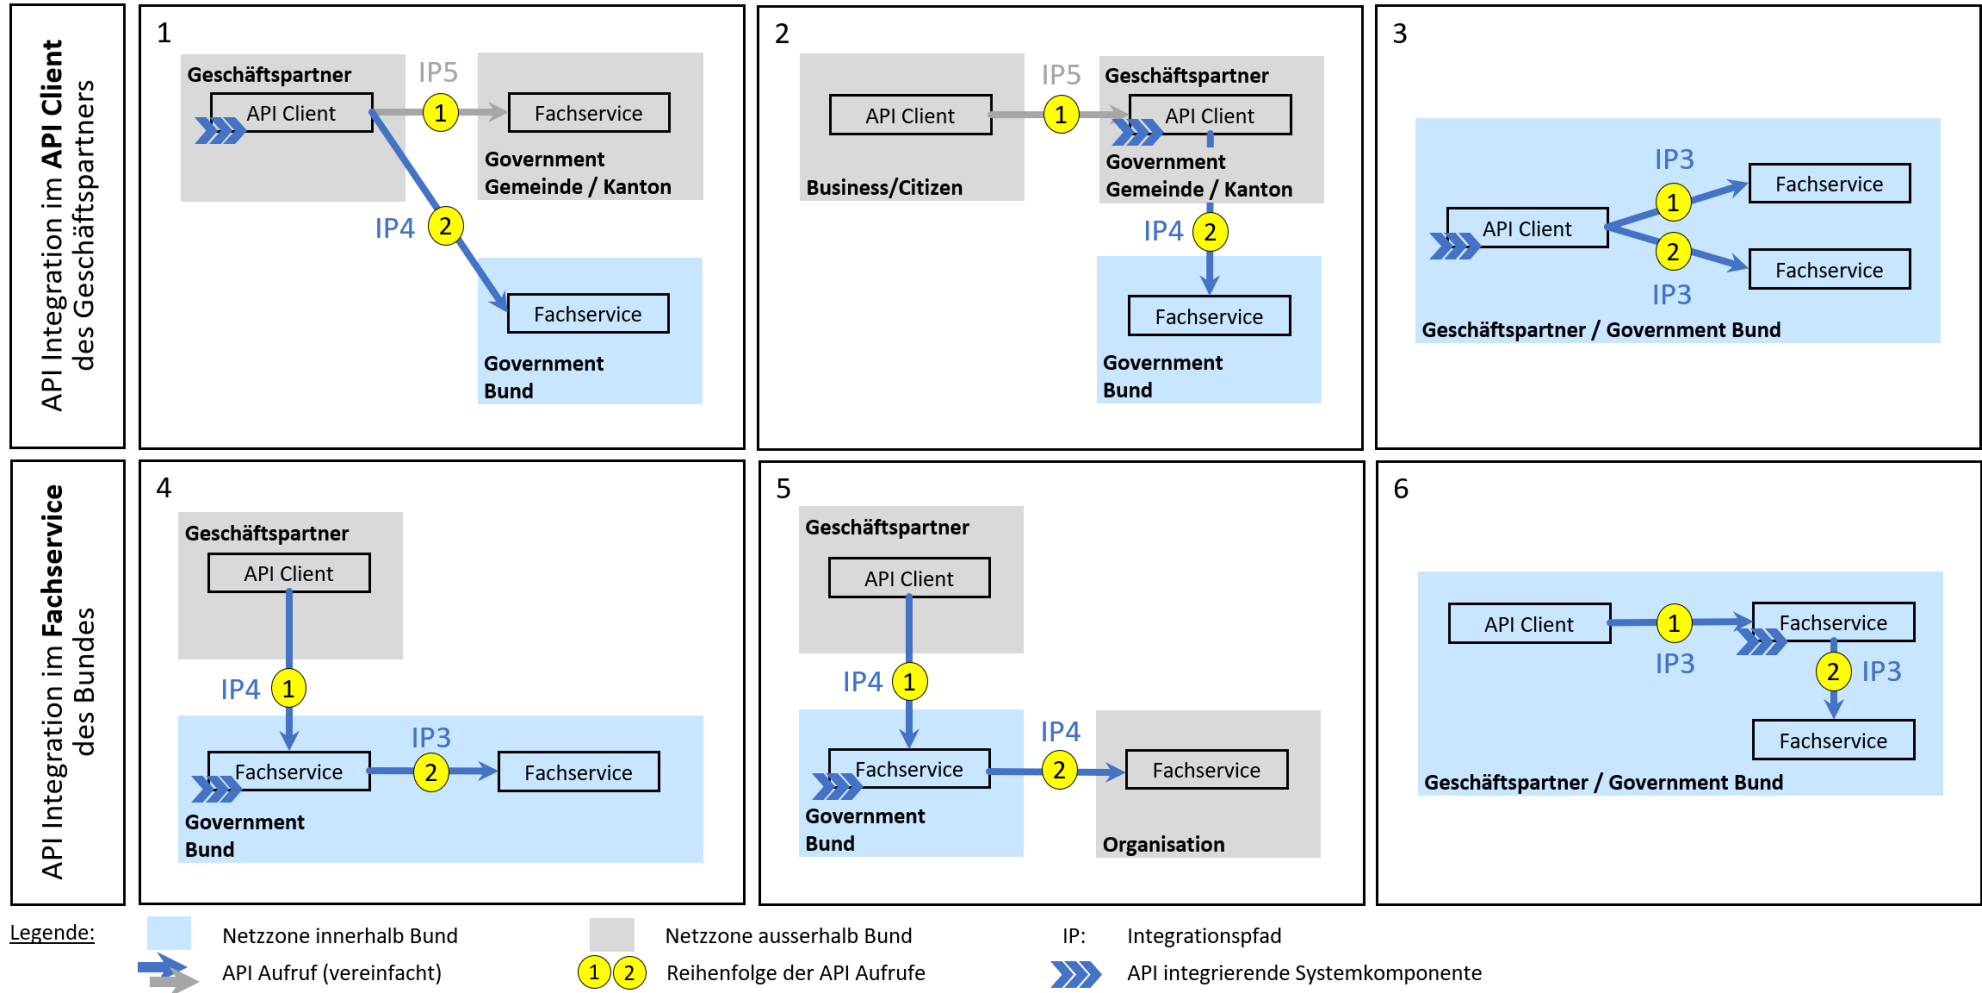 API Integration im API Client
des Geschäftspartners
1
Geschäftspartner
IP5
API Client
1
Fachservice
Government
Gemeinde / Kanton
IP4
2
Fachservice
Government
Bund
2
IP5
Geschäftspartner
API Client
1
API Client
Government
Business/Citizen
Gemeinde / Kanton
IP4
2
Fachservice
Government
Bund
3
IP3
Fachservice
1
API Client
2
Fachservice
IP3
Geschäftspartner / Government Bund
API Integration im Fachservice
des Bundes
4
Geschäftspartner
API Client
IP4
1
IP3
Fachservice
2
Fachservice
Government
Bund
5
Geschäftspartner
API Client
IP4
1
IP4
Fachservice
2
Fachservice
Government
Bund
Organisation
6
API Client
1
Fachservice
IP3
2
IP3
Fachservice
Geschäftspartner / Government Bund
Legende:
Netzzone innerhalb Bund
Netzzone ausserhalb Bund
IP:
Integrationspfad
API Aufruf (vereinfacht)
1
2
Reihenfolge der API Aufrufe
API integrierende Systemkomponente